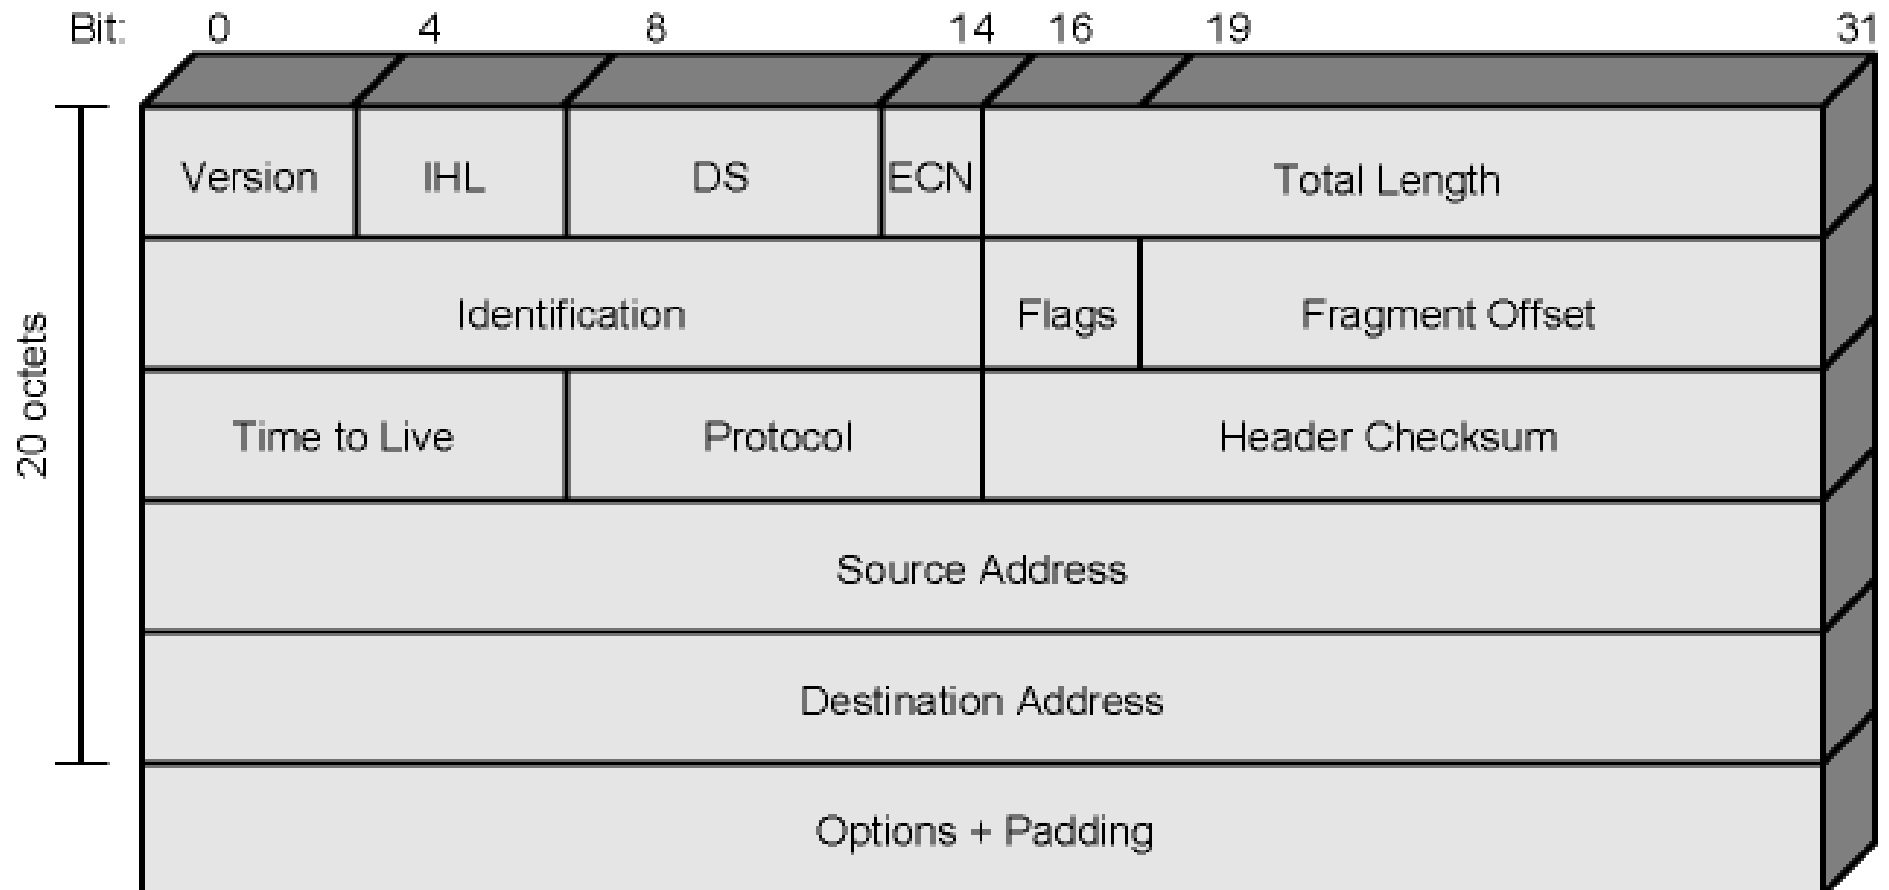 Bit: 0 4 8 14 16 19 31
Version IHL DS ECN Total Length
Identification Flags Fragment Offset
20 octets
Time to Live Protocol Header Checksum
Source Address
Destination Address
Options + Padding